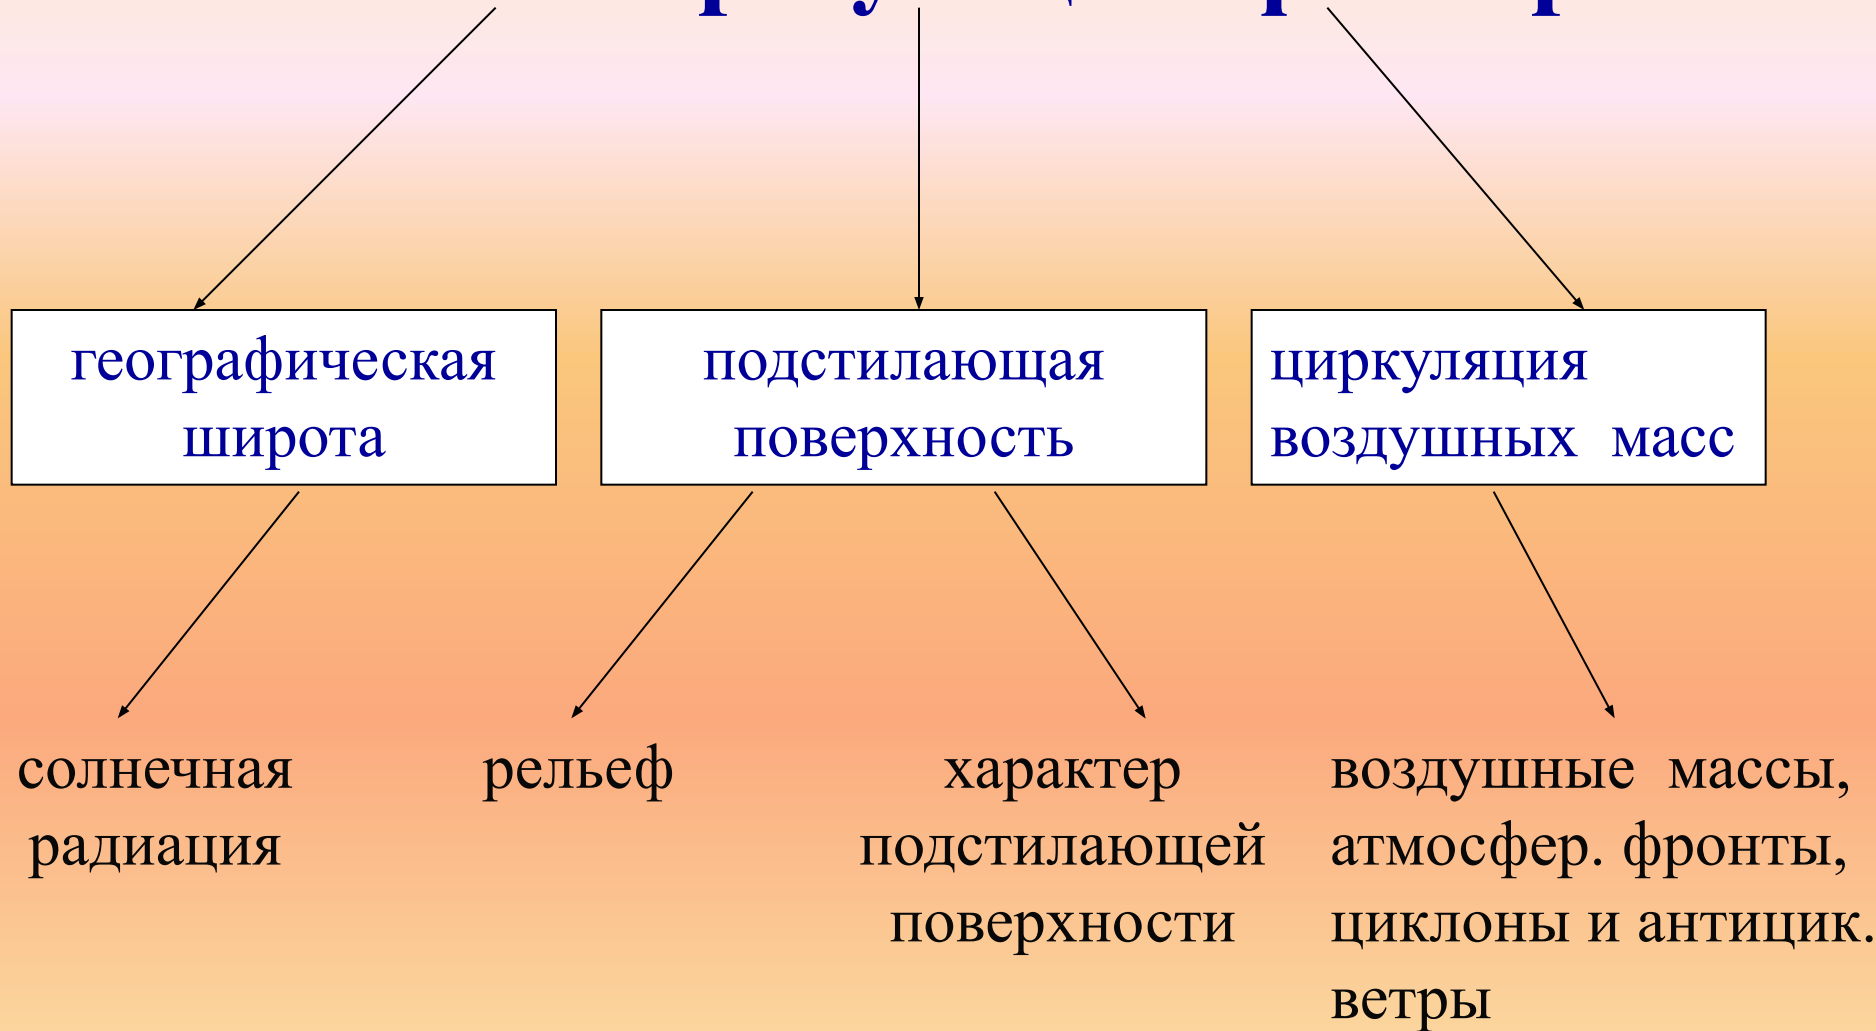 географическая
широта
подстилающая
поверхность
циркуляция
воздушных масс
солнечная
радиация
рельеф
характер
подстилающей
поверхности
воздушные массы,
атмосфер. фронты,
циклоны и антицик.
ветры